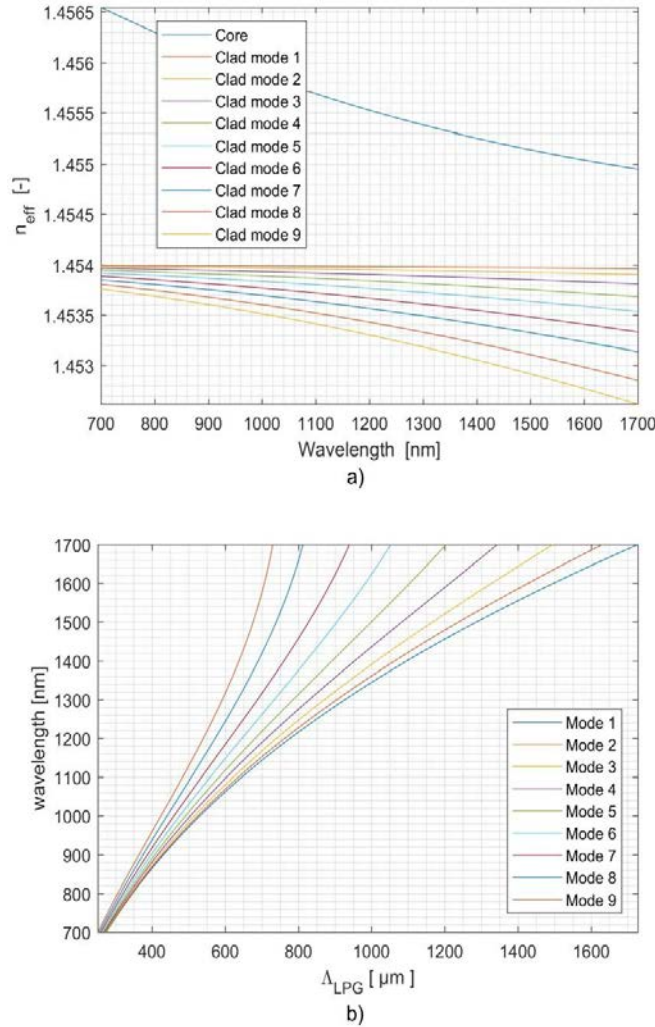 1.4565
1.456
1.4555
1.455
1.4545
1.454
1.4535
1.453
n_eff [-]
Core
Clad mode 1
Clad mode 2
Clad mode 3
Clad mode 4
Clad mode 5
Clad mode 6
Clad mode 7
Clad mode 8
Clad mode 9
700 800 900 1000 1100 1200 1300 1400 1500 1600 1700
Wavelength [nm]
a)
1700
1600
1500
1400
1300
1200
1100
1000
900
800
700
wavelength [nm]
Mode 1
Mode 2
Mode 3
Mode 4
Mode 5
Mode 6
Mode 7
Mode 8
Mode 9
400 600 800 1000 1200 1400 1600
Λ_LPG [ μm ]
b)